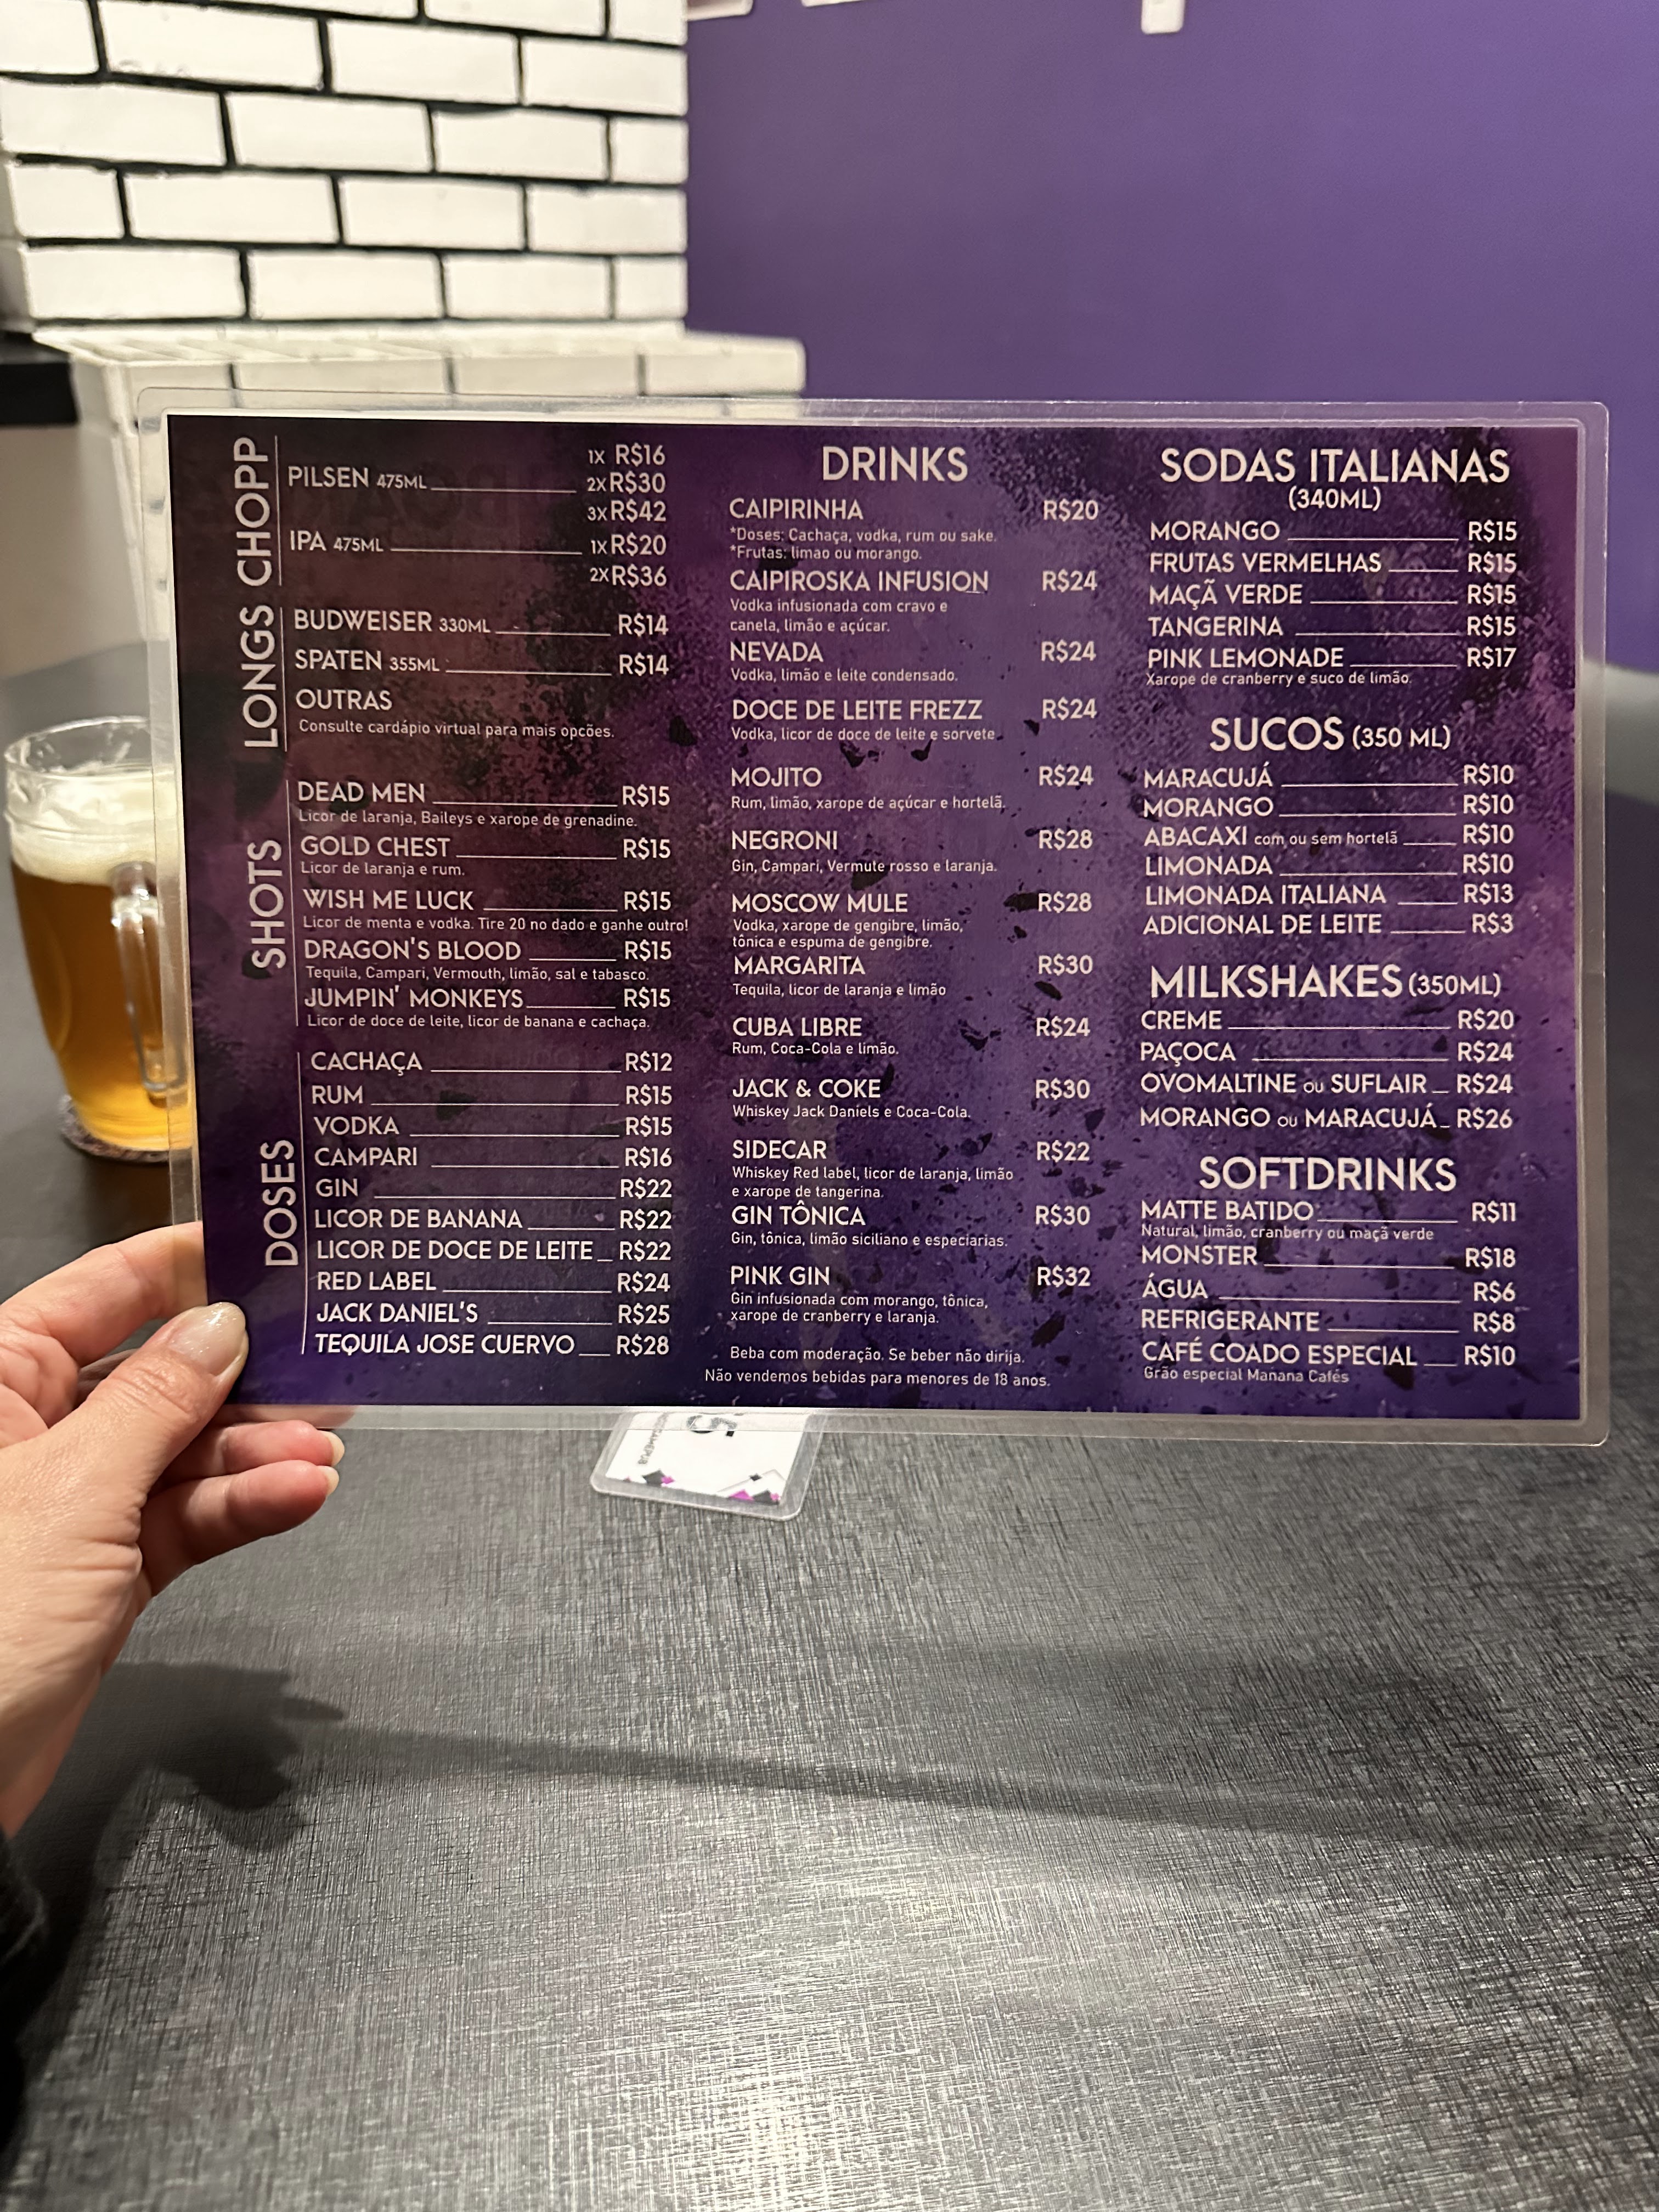 CHOPP
PILSEN 475ML 1X R$16
2X R$30
3X R$42
IPA 475ML 1X R$20
2X R$36
LONGS
BUDWEISER 330ML R$14
SPATEN 355ML R$14
OUTRAS
Consulte cardápio virtual para mais opções.
SHOTS
DEAD MEN R$15
Licor de laranja, Baileys e xarope de grenadine.
GOLD CHEST R$15
Licor de laranja e rum.
WISH ME LUCK R$15
Licor de menta e vodka. Tire 20 no dado e ganhe outro!
DRAGON'S BLOOD R$15
Tequila, Campari, Vermouth, limão, sal e tabasco.
JUMPIN' MONKEYS R$15
Licor de doce de leite, licor de banana e cachaça.
DOSES
CACHAÇA R$12
RUM R$15
VODKA R$15
CAMPARI R$16
GIN R$22
LICOR DE BANANA R$22
LICOR DE DOCE DE LEITE R$22
RED LABEL R$24
JACK DANIEL'S R$25
TEQUILA JOSE CUERVO R$28
DRINKS
CAIPIRINHA R$20
*Doses: Cachaça, vodka, rum ou sake.
*Frutas: limao ou morango.
CAIPIROSKA INFUSION R$24
Vodka infusionada com cravo e
canela, limão e açúcar.
NEVADA R$24
Vodka, limão e leite condensado.
DOCE DE LEITE FREZZ R$24
Vodka, licor de doce de leite e sorvete.
MOJITO R$24
Rum, limão, xarope de açúcar e hortelã.
NEGRONI R$28
Gin, Campari, Vermute rosso e laranja.
MOSCOW MULE R$28
Vodka, xarope de gengibre, limão,
tônica e espuma de gengibre.
MARGARITA R$30
Tequila, licor de laranja e limão
CUBA LIBRE R$24
Rum, Coca-Cola e limão.
JACK & COKE R$30
Whiskey Jack Daniels e Coca-Cola.
SIDECAR R$22
Whiskey Red label, licor de laranja, limão
e xarope de tangerina.
GIN TÔNICA R$30
Gin, tônica, limão siciliano e especiarias.
PINK GIN R$32
Gin infusionada com morango, tônica,
xarope de cranberry e laranja.
Beba com moderação. Se beber não dirija.
Não vendemos bebidas para menores de 18 anos.
SODAS ITALIANAS
(340ML)
MORANGO R$15
FRUTAS VERMELHAS R$15
MAÇÃ VERDE R$15
TANGERINA R$15
PINK LEMONADE R$17
Xarope de cranberry e suco de limão.
SUCOS (350 ML)
MARACUJÁ R$10
MORANGO R$10
ABACAXI com ou sem hortelã R$10
LIMONADA R$10
LIMONADA ITALIANA R$13
ADICIONAL DE LEITE R$3
MILKSHAKES (350ML)
CREME R$20
PAÇOCA R$24
OVOMALTINE ou SUFLAIR R$24
MORANGO ou MARACUJÁ R$26
SOFTDRINKS
MATTE BATIDO R$11
Natural, limão, cranberry ou maçã verde
MONSTER R$18
ÁGUA R$6
REFRIGERANTE R$8
CAFÉ COADO ESPECIAL R$10
Grão especial Manana Cafés